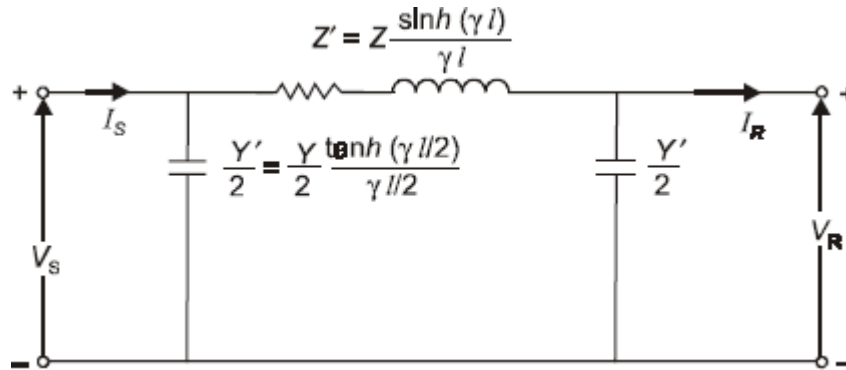 Z' = Z sinh (γ l) / γ l
+ +
I_S I_R
Y'/2 = Y/2 tanh (γ l/2) / γ l/2 Y'/2
V_S V_R
− −